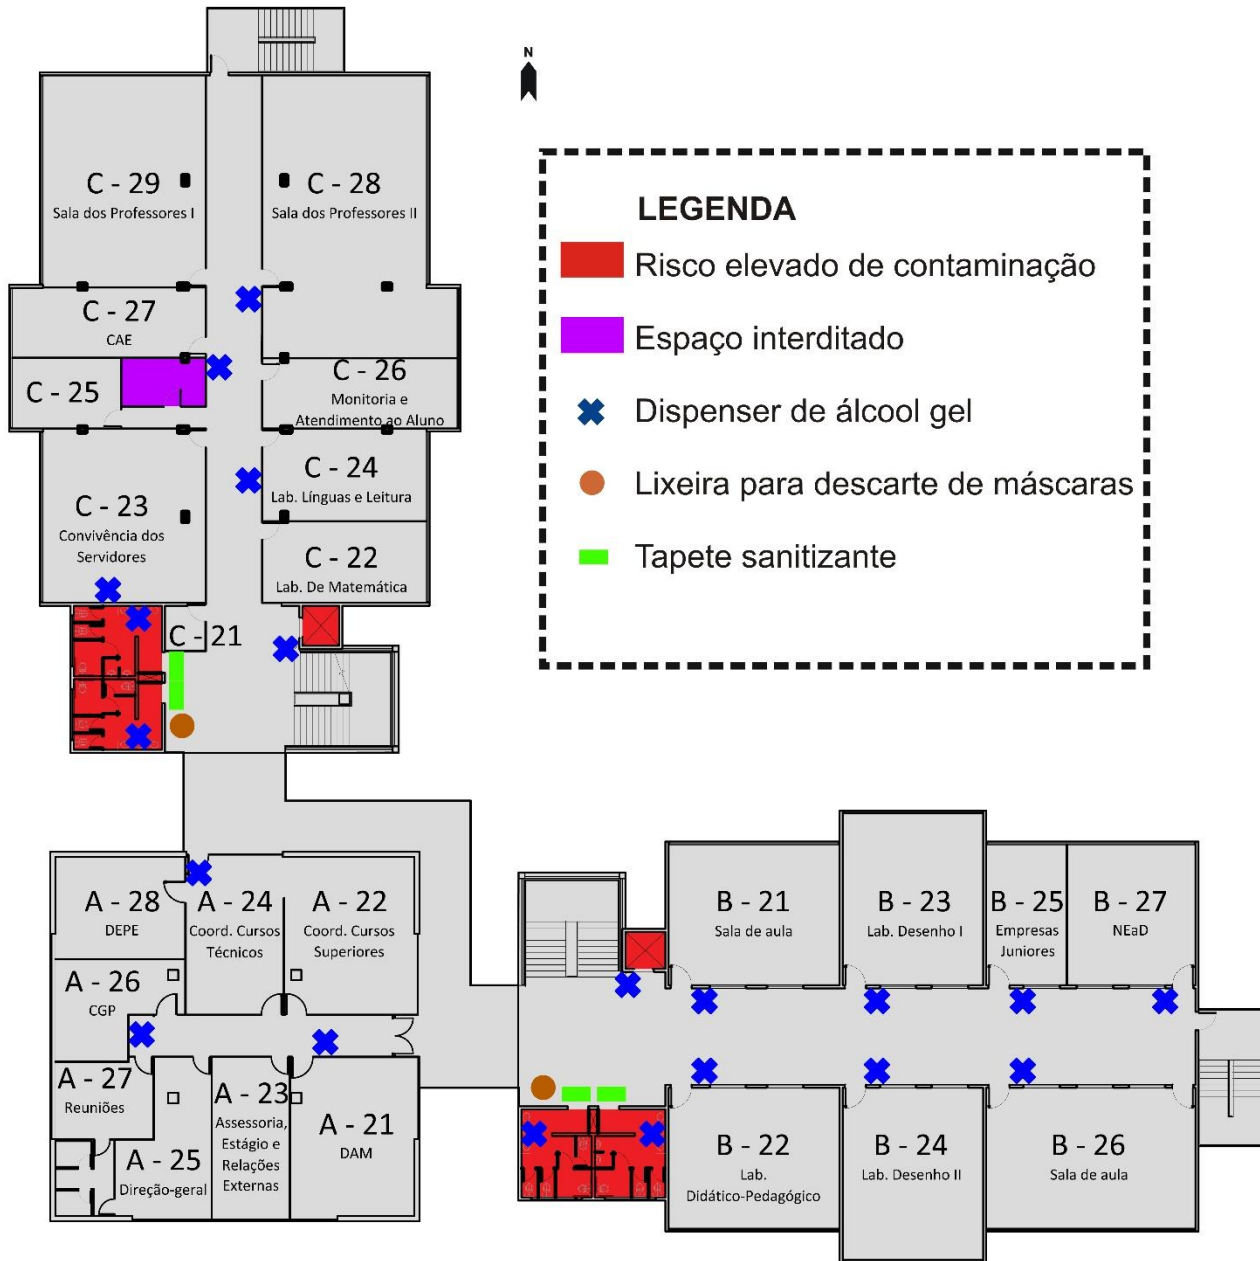 N
LEGENDA
Risco elevado de contaminação
Espaço interditado
Dispenser de álcool gel
Lixeira para descarte de máscaras
Tapete sanitizante
C - 29
Sala dos Professores I
C - 28
Sala dos Professores II
C - 27
CAE
C - 25
C - 26
Monitoria e
Atendimento ao Aluno
C - 23
Convivência dos
Servidores
C - 24
Lab. Línguas e Leitura
C - 22
Lab. De Matemática
C - 21
A - 28
DEPE
A - 24
Coord. Cursos
Técnicos
A - 22
Coord. Cursos
Superiores
A - 26
CGP
A - 27
Reuniões
A - 25
Direção-geral
A - 23
Assessoria,
Estágio e
Relações
Externas
A - 21
DAM
B - 21
Sala de aula
B - 23
Lab. Desenho I
B - 25
Empresas
Juniores
B - 27
NEaD
B - 22
Lab.
Didático-Pedagógico
B - 24
Lab. Desenho II
B - 26
Sala de aula